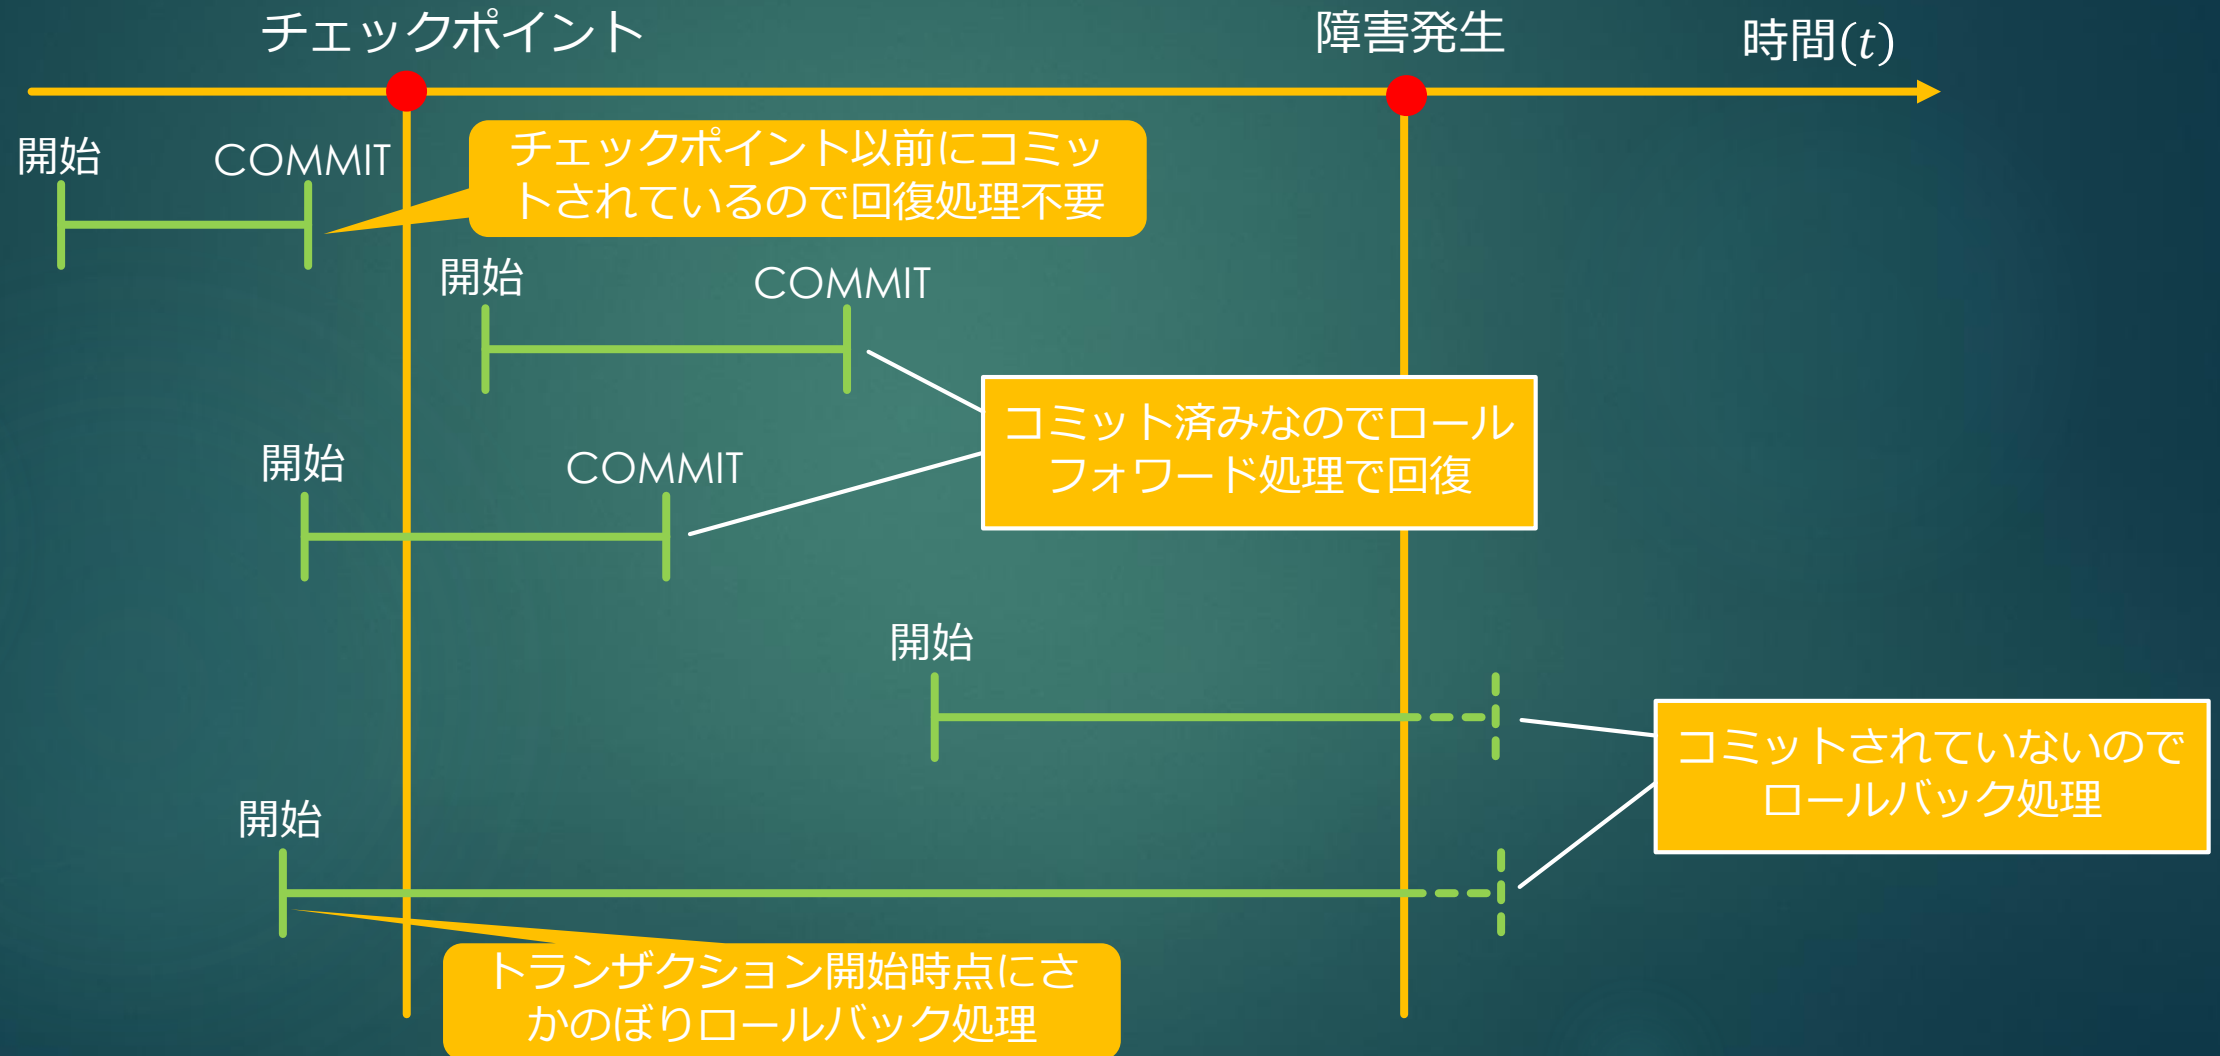 チェックポイント
障害発生
時間(t)
開始
COMMIT
チェックポイント以前にコミッ
トされているので回復処理不要
開始
COMMIT
コミット済みなのでロール
フォワード処理で回復
開始
COMMIT
開始
コミットされていないので
ロールバック処理
開始
トランザクション開始時点にさ
かのぼりロールバック処理